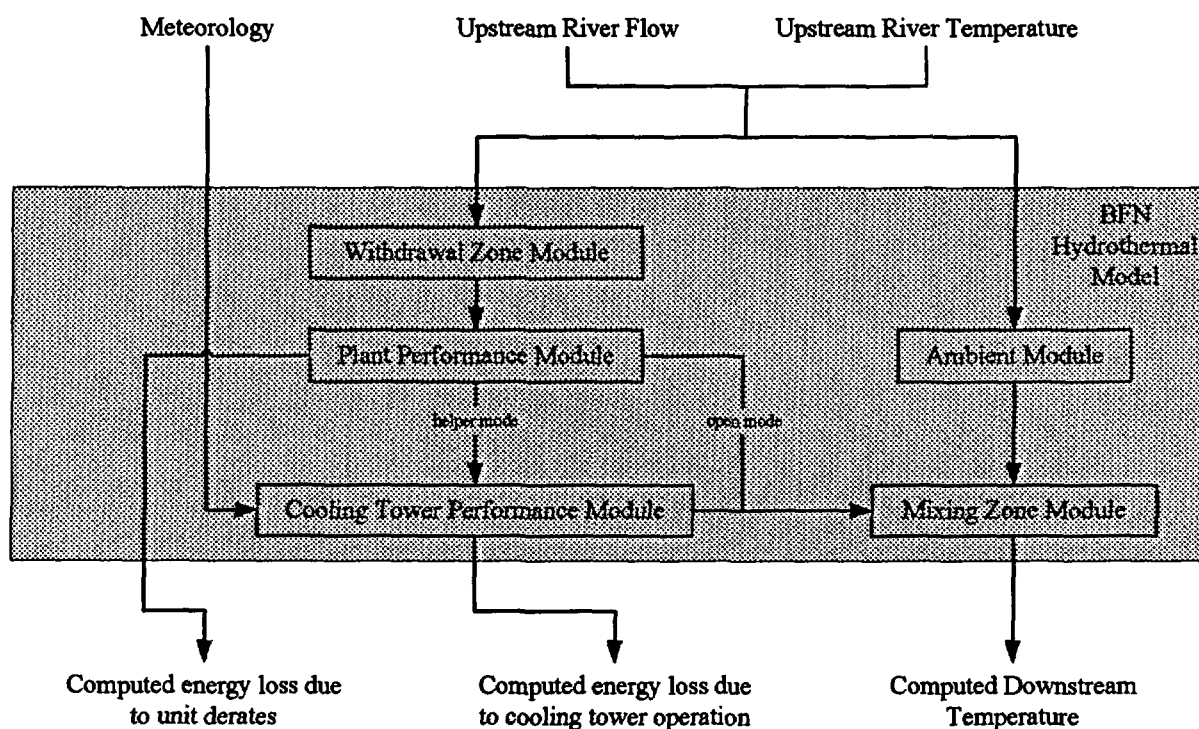 Meteorology
Upstream River Flow
Upstream River Temperature
BFN
Hydrothermal
Model
Withdrawal Zone Module
Plant Performance Module
Ambient Module
helper mode
open mode
Cooling Tower Performance Module
Mixing Zone Module
Computed energy loss due
to unit derates
Computed energy loss due
to cooling tower operation
Computed Downstream
Temperature